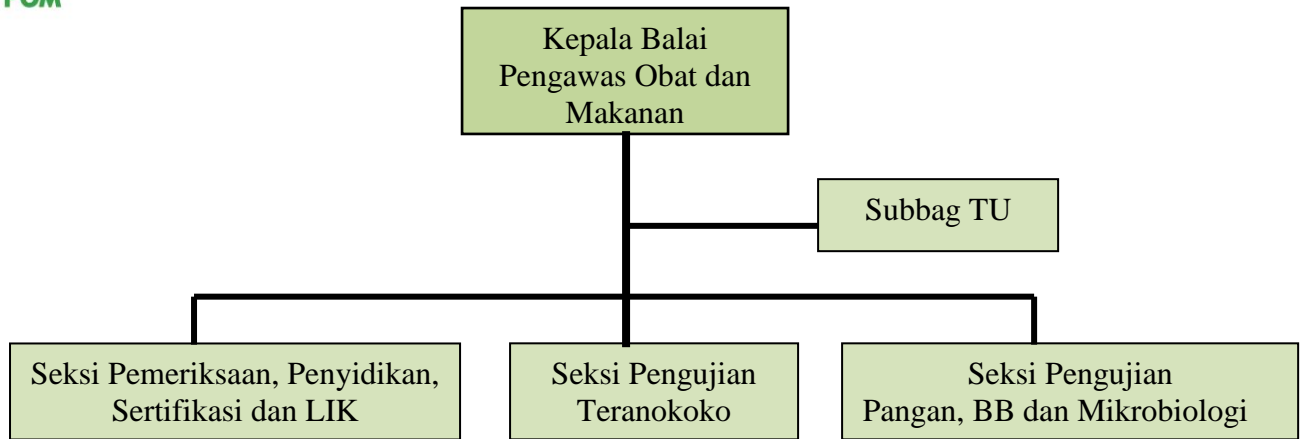 POM
Kepala Balai
Pengawas Obat dan
Makanan
Subbag TU
Seksi Pemeriksaan, Penyidikan,
Sertifikasi dan LIK
Seksi Pengujian
Teranokoko
Seksi Pengujian
Pangan, BB dan Mikrobiologi